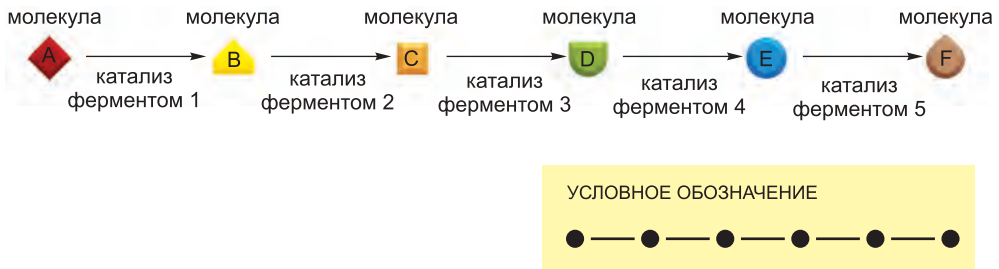 молекула молекула молекула молекула молекула молекула
A B C D E F
катализ катализ катализ катализ катализ
ферментом 1 ферментом 2 ферментом 3 ферментом 4 ферментом 5
УСЛОВНОЕ ОБОЗНАЧЕНИЕ